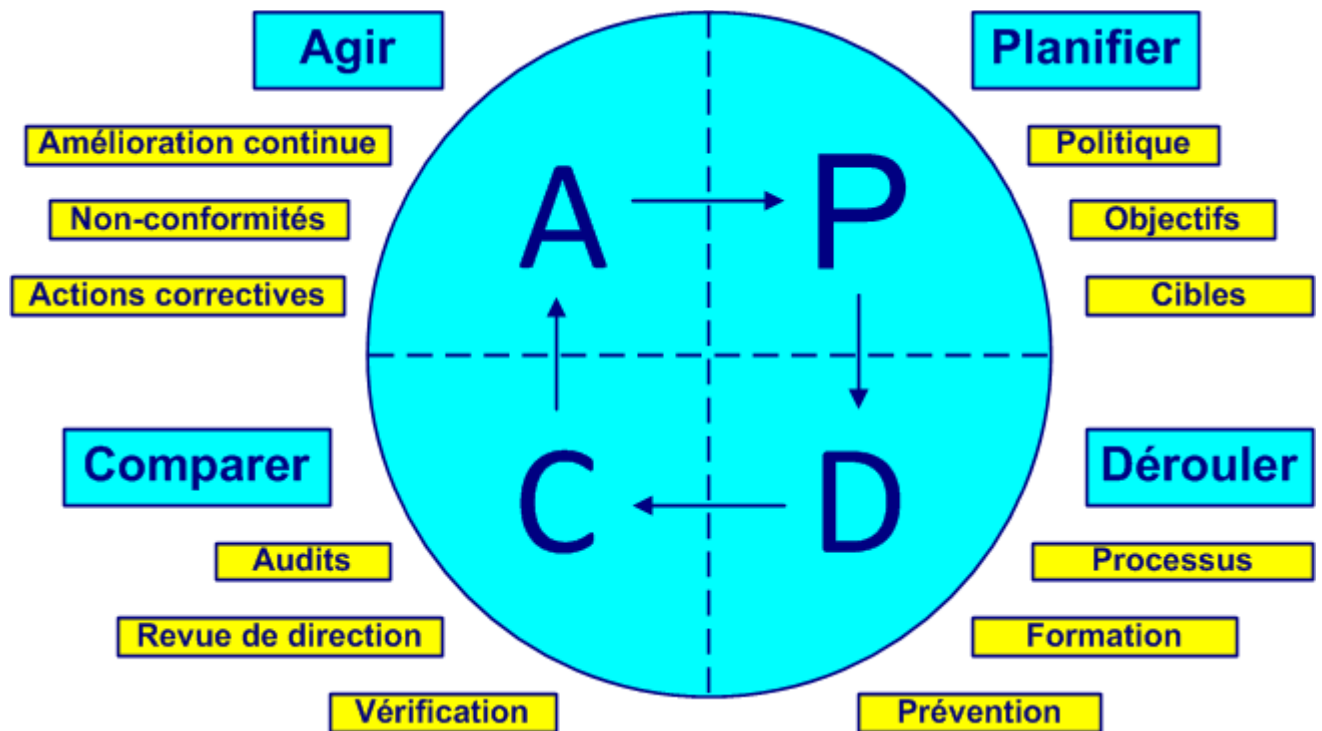 Agir
Planifier
Amélioration continue
Politique
Non-conformités
Objectifs
Actions correctives
Cibles
A
P
C
D
Comparer
Dérouler
Audits
Processus
Revue de direction
Formation
Vérification
Prévention